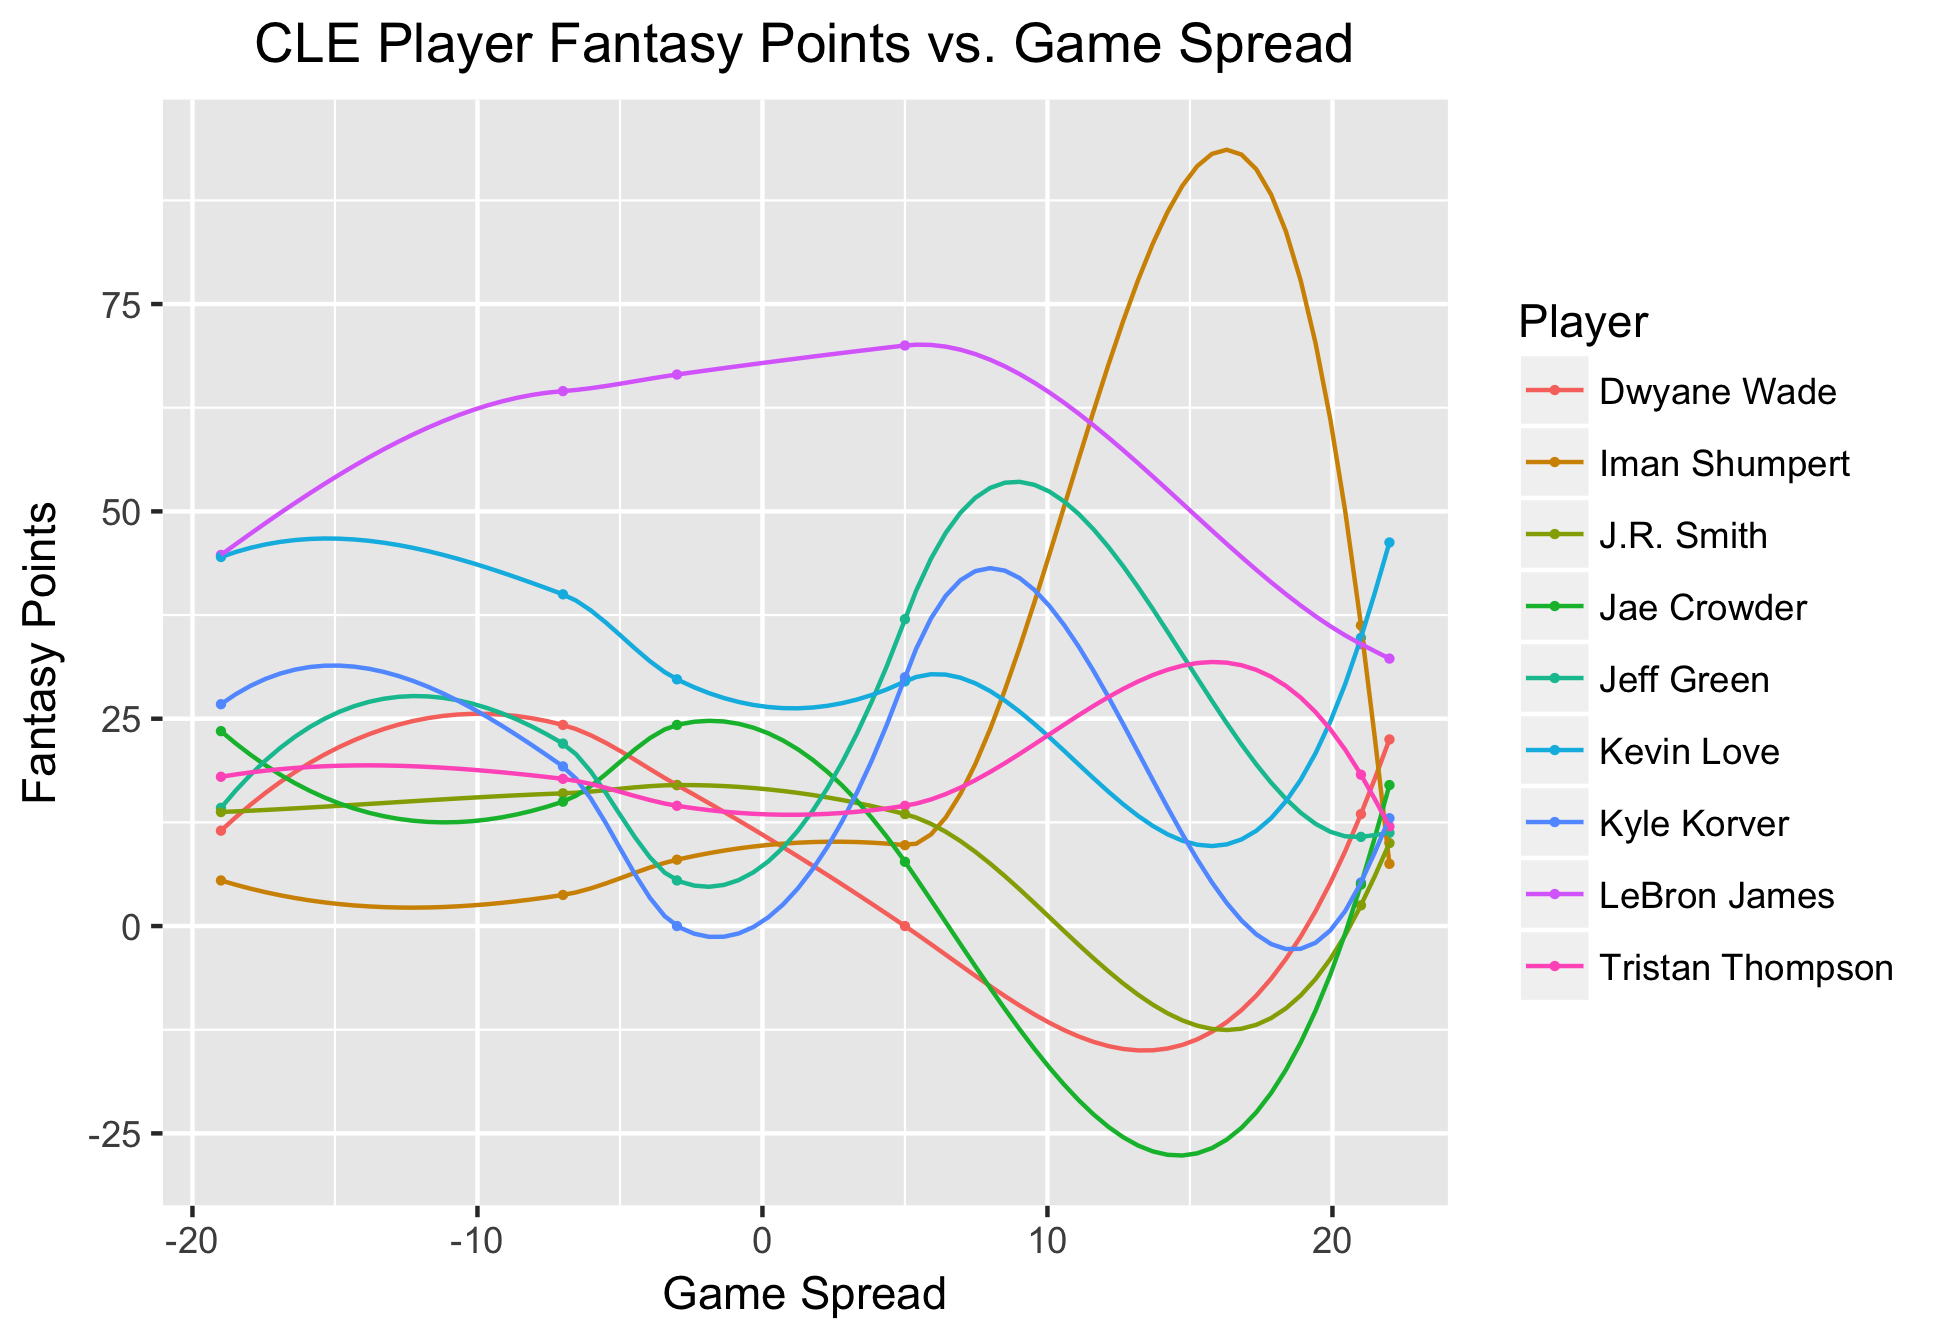 CLE Player Fantasy Points vs. Game Spread
75
50
25
0
-25
Fantasy Points
-20
-10
0
10
20
Game Spread
Player
Dwyane Wade
Iman Shumpert
J.R. Smith
Jae Crowder
Jeff Green
Kevin Love
Kyle Korver
LeBron James
Tristan Thompson